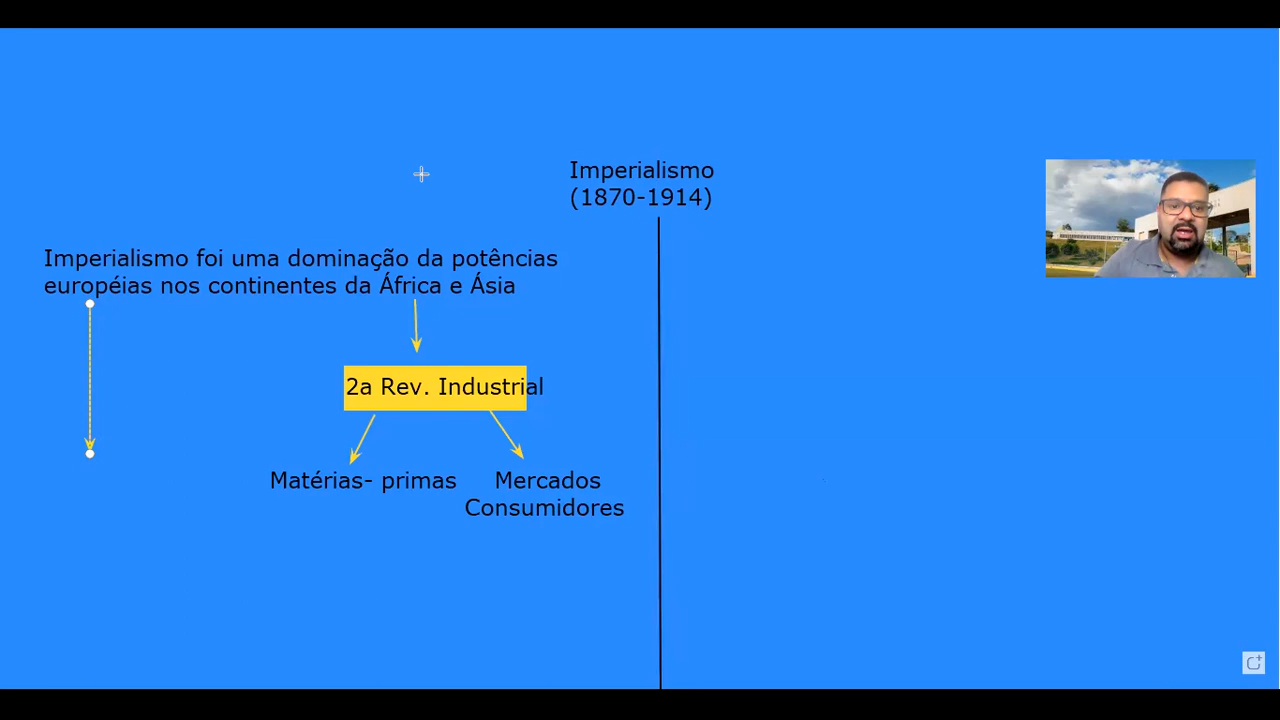 Imperialismo
(1870-1914)
Imperialismo foi uma dominação da potências
européias nos continentes da África e Ásia
2a Rev. Industrial
Matérias- primas
Mercados
Consumidores